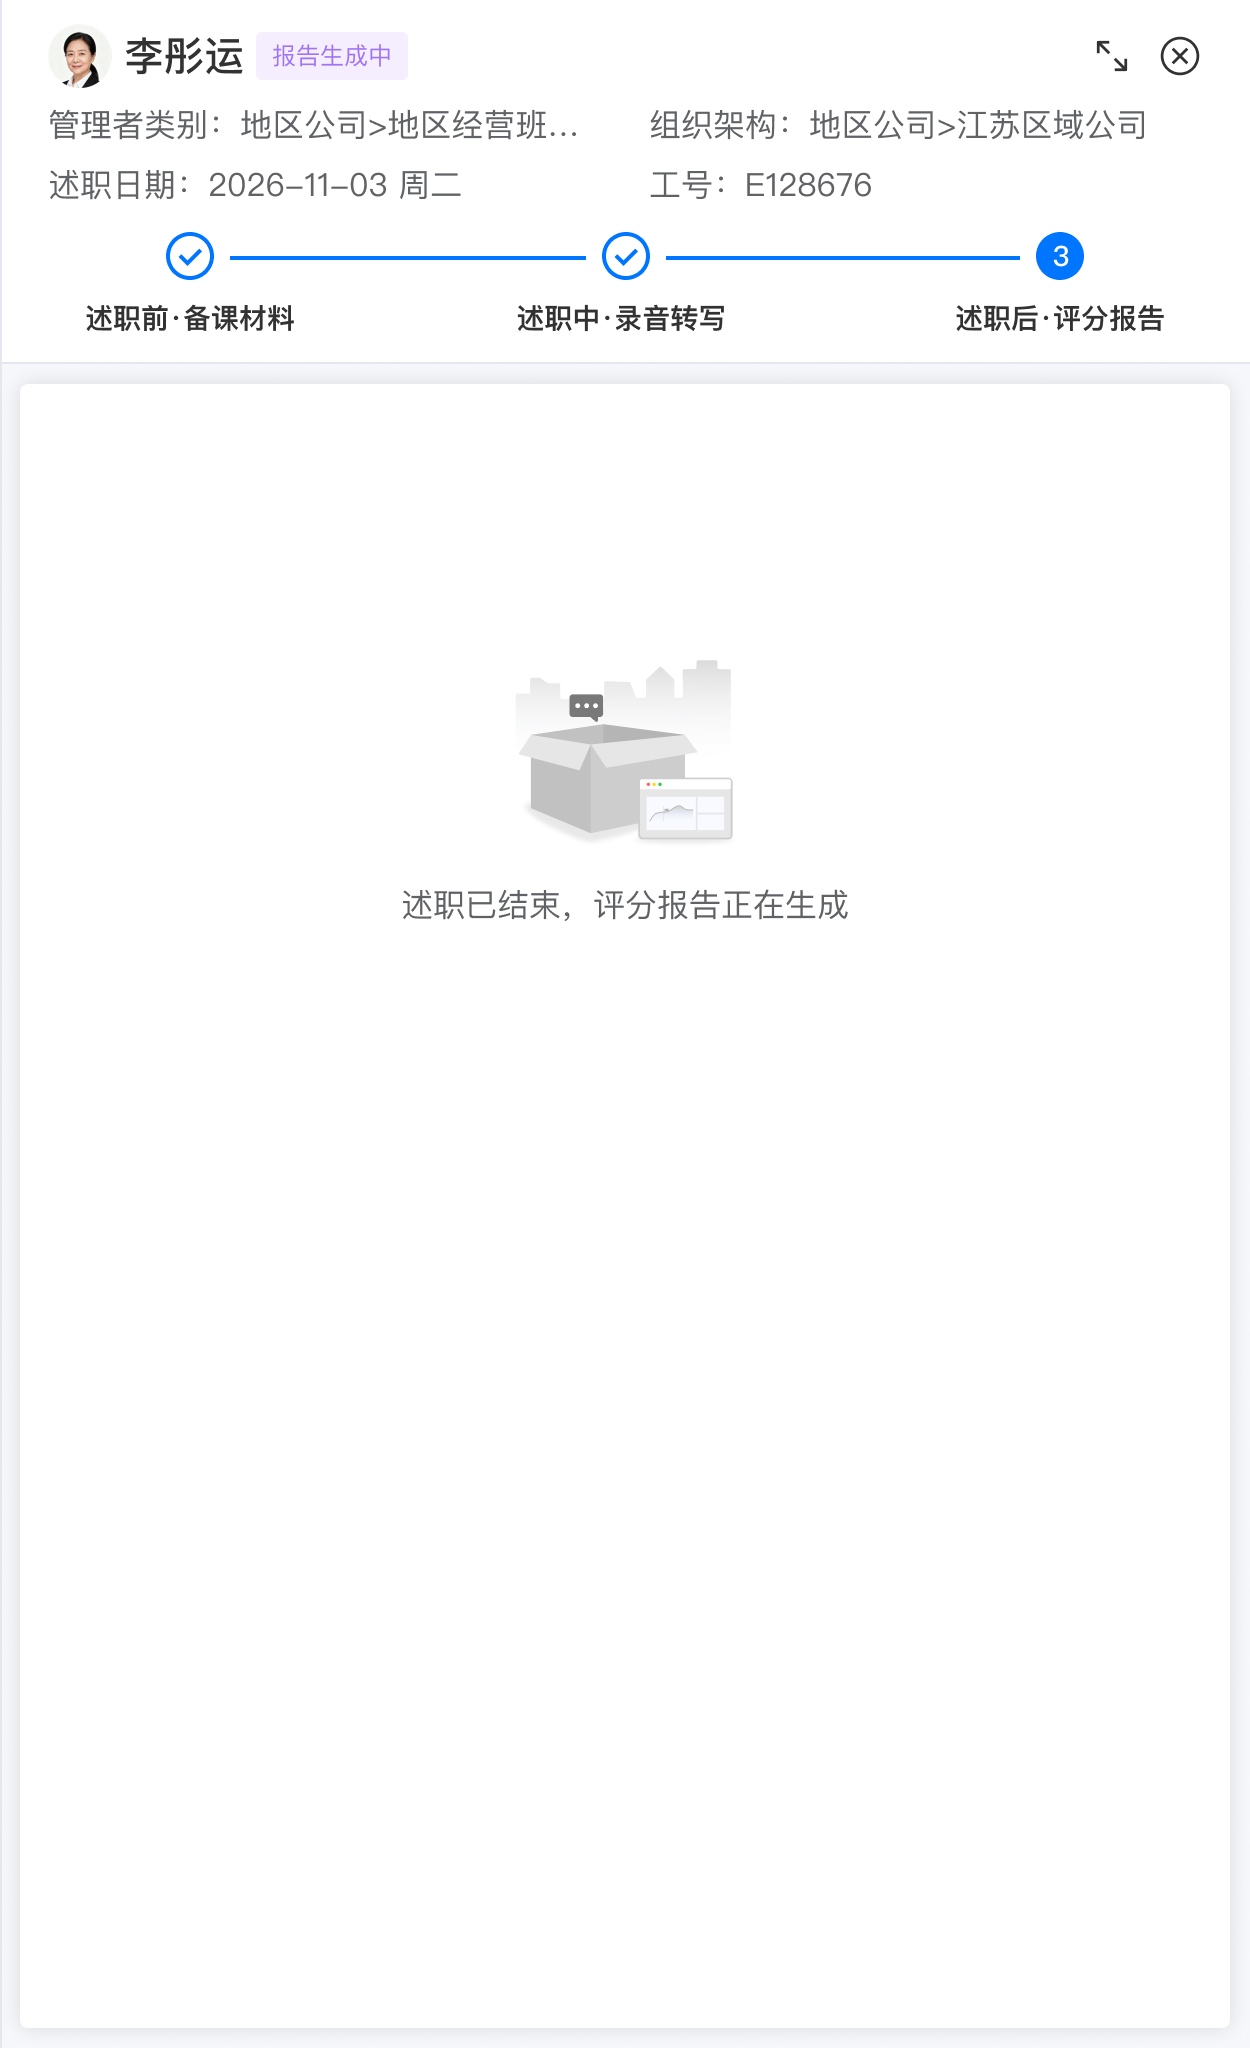 李彤运 报告生成中
管理者类别：地区公司>地区经营班... 组织架构：地区公司>江苏区域公司
述职日期：2026-11-03 周二 工号：E128676
3
述职前·备课材料 述职中·录音转写 述职后·评分报告
述职已结束，评分报告正在生成